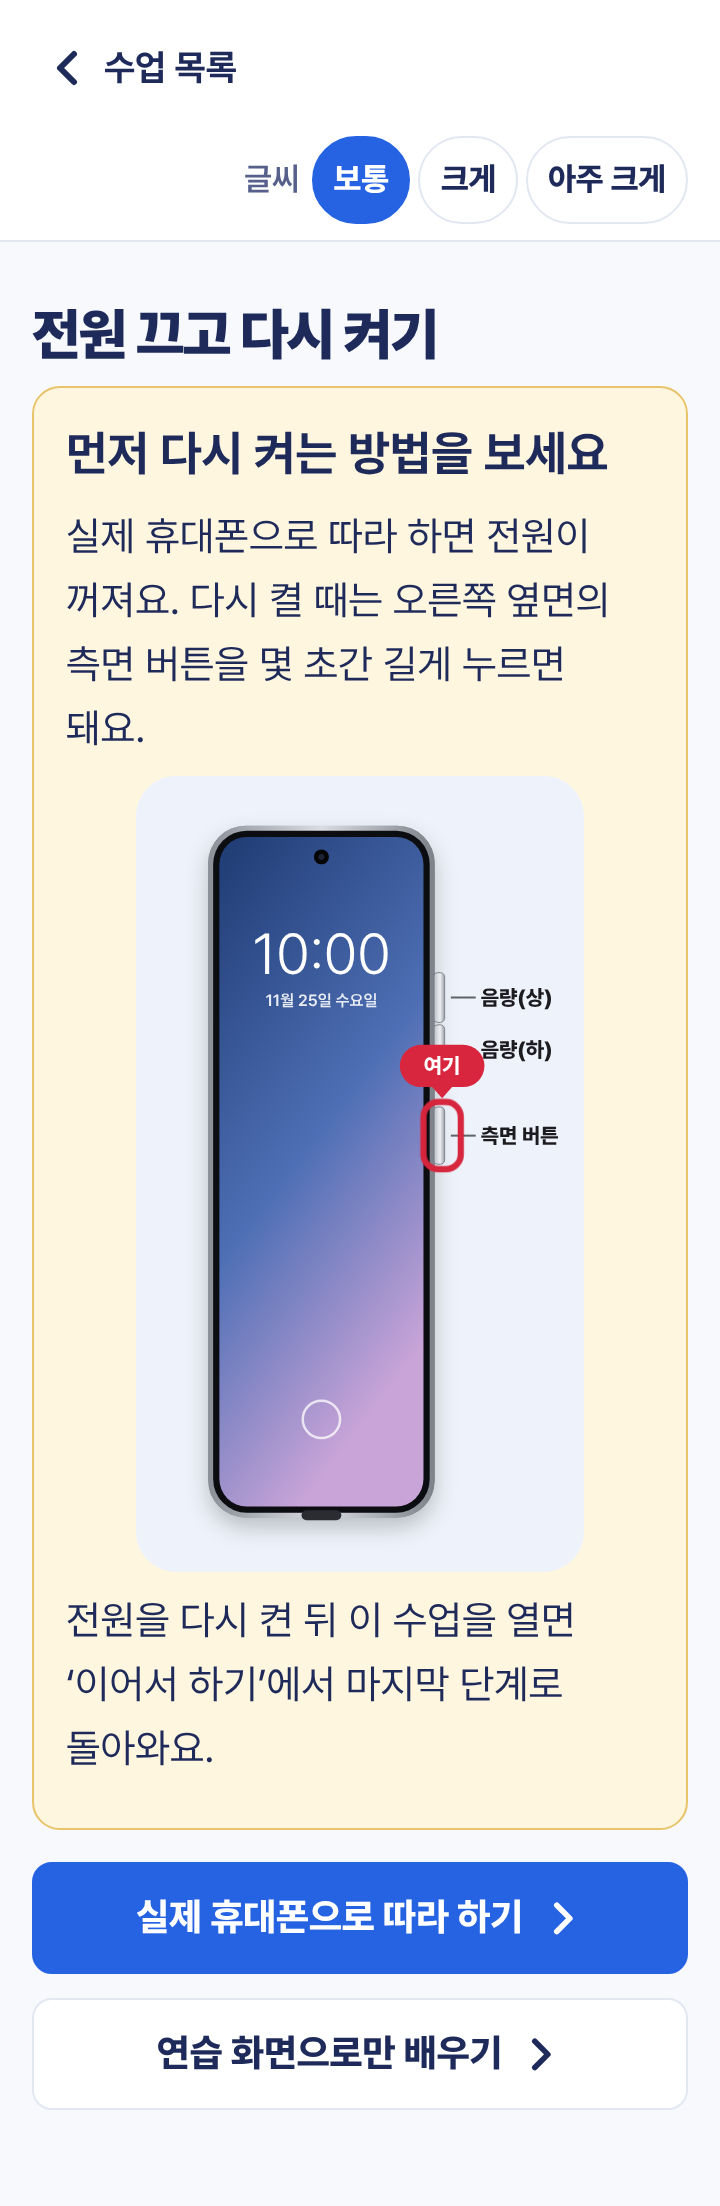 수업 목록
글씨 보통 크게 아주 크게
전원 끄고 다시 켜기
먼저 다시 켜는 방법을 보세요
실제 휴대폰으로 따라 하면 전원이
꺼져요. 다시 켤 때는 오른쪽 옆면의
측면 버튼을 몇 초간 길게 누르면
돼요.
10:00
11월 25일 수요일
음량(상)
음량(하)
여기
측면 버튼
전원을 다시 켠 뒤 이 수업을 열면
‘이어서 하기’에서 마지막 단계로
돌아와요.
실제 휴대폰으로 따라 하기
연습 화면으로만 배우기